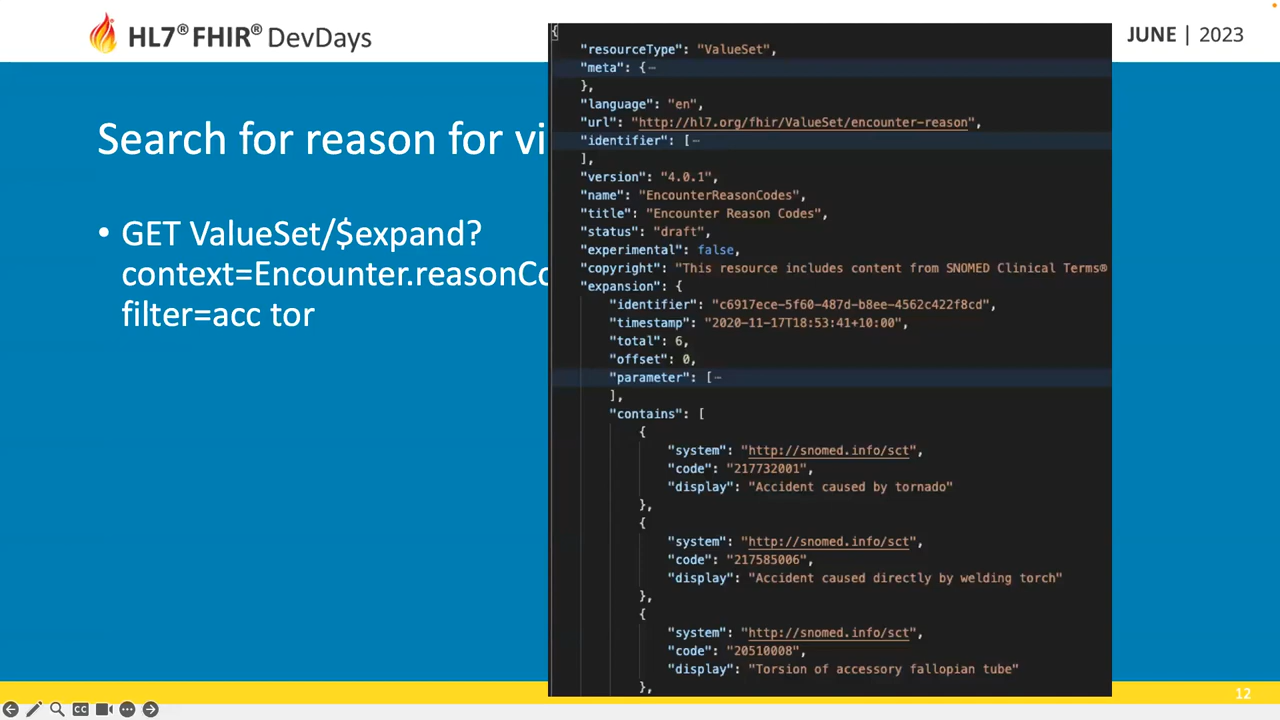 HL7® FHIR® DevDays
JUNE | 2023
Search for reason for vi
• GET ValueSet/$expand?
context=Encounter.reasonCo
filter=acc tor
{
"resourceType": "ValueSet",
"meta": {…
},
"language": "en",
"url": "http://hl7.org/fhir/ValueSet/encounter-reason",
"identifier": […
],
"version": "4.0.1",
"name": "EncounterReasonCodes",
"title": "Encounter Reason Codes",
"status": "draft",
"experimental": false,
"copyright": "This resource includes content from SNOMED Clinical Terms®
"expansion": {
"identifier": "c6917ece-5f60-487d-b8ee-4562c422f8cd",
"timestamp": "2020-11-17T18:53:41+10:00",
"total": 6,
"offset": 0,
"parameter": […
],
"contains": [
{
"system": "http://snomed.info/sct",
"code": "217732001",
"display": "Accident caused by tornado"
},
{
"system": "http://snomed.info/sct",
"code": "217585006",
"display": "Accident caused directly by welding torch"
},
{
"system": "http://snomed.info/sct",
"code": "20510008",
"display": "Torsion of accessory fallopian tube"
},
12
CC